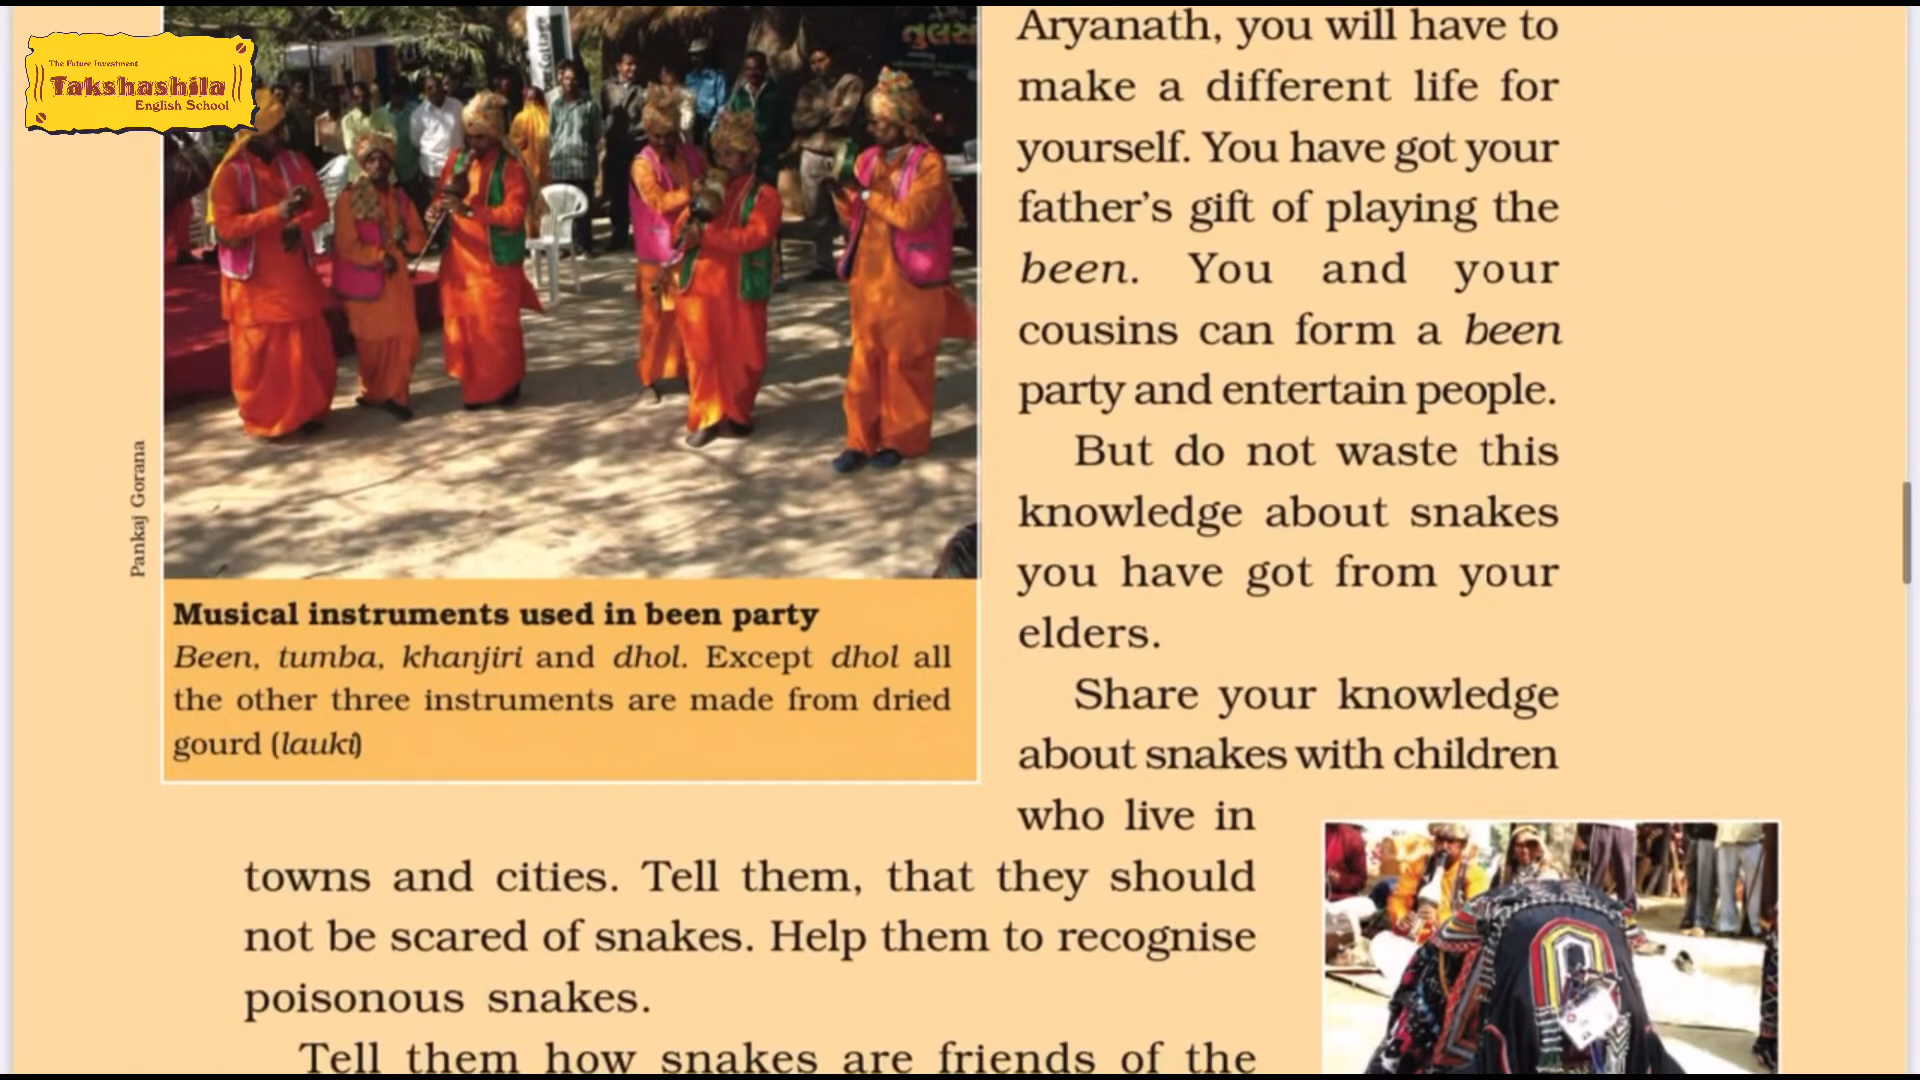 The Future Investment
Takshashila
English School
તુલસ
Pankaj Gorana
Musical instruments used in been party
Been, tumba, khanjiri and dhol. Except dhol all
the other three instruments are made from dried
gourd (lauki)
Aryanath, you will have to
make a different life for
yourself. You have got your
father's gift of playing the
been. You and your
cousins can form a been
party and entertain people.
But do not waste this
knowledge about snakes
you have got from your
elders.
Share your knowledge
about snakes with children
who live in
towns and cities. Tell them, that they should
not be scared of snakes. Help them to recognise
poisonous snakes.
Tell them how snakes are friends of the